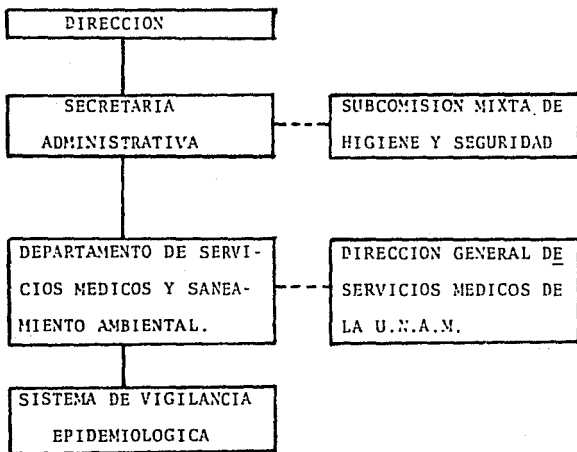 DIRECCION
SECRETARIA
ADMINISTRATIVA
SUBCOMISION MIXTA DE
HIGIENE Y SEGURIDAD
DEPARTAMENTO DE SERVI-
CIOS MEDICOS Y SANEA-
MIENTO AMBIENTAL.
DIRECCION GENERAL DE
SERVICIOS MEDICOS DE
LA U.N.A.M.
SISTEMA DE VIGILANCIA
EPIDEMIOLOGICA